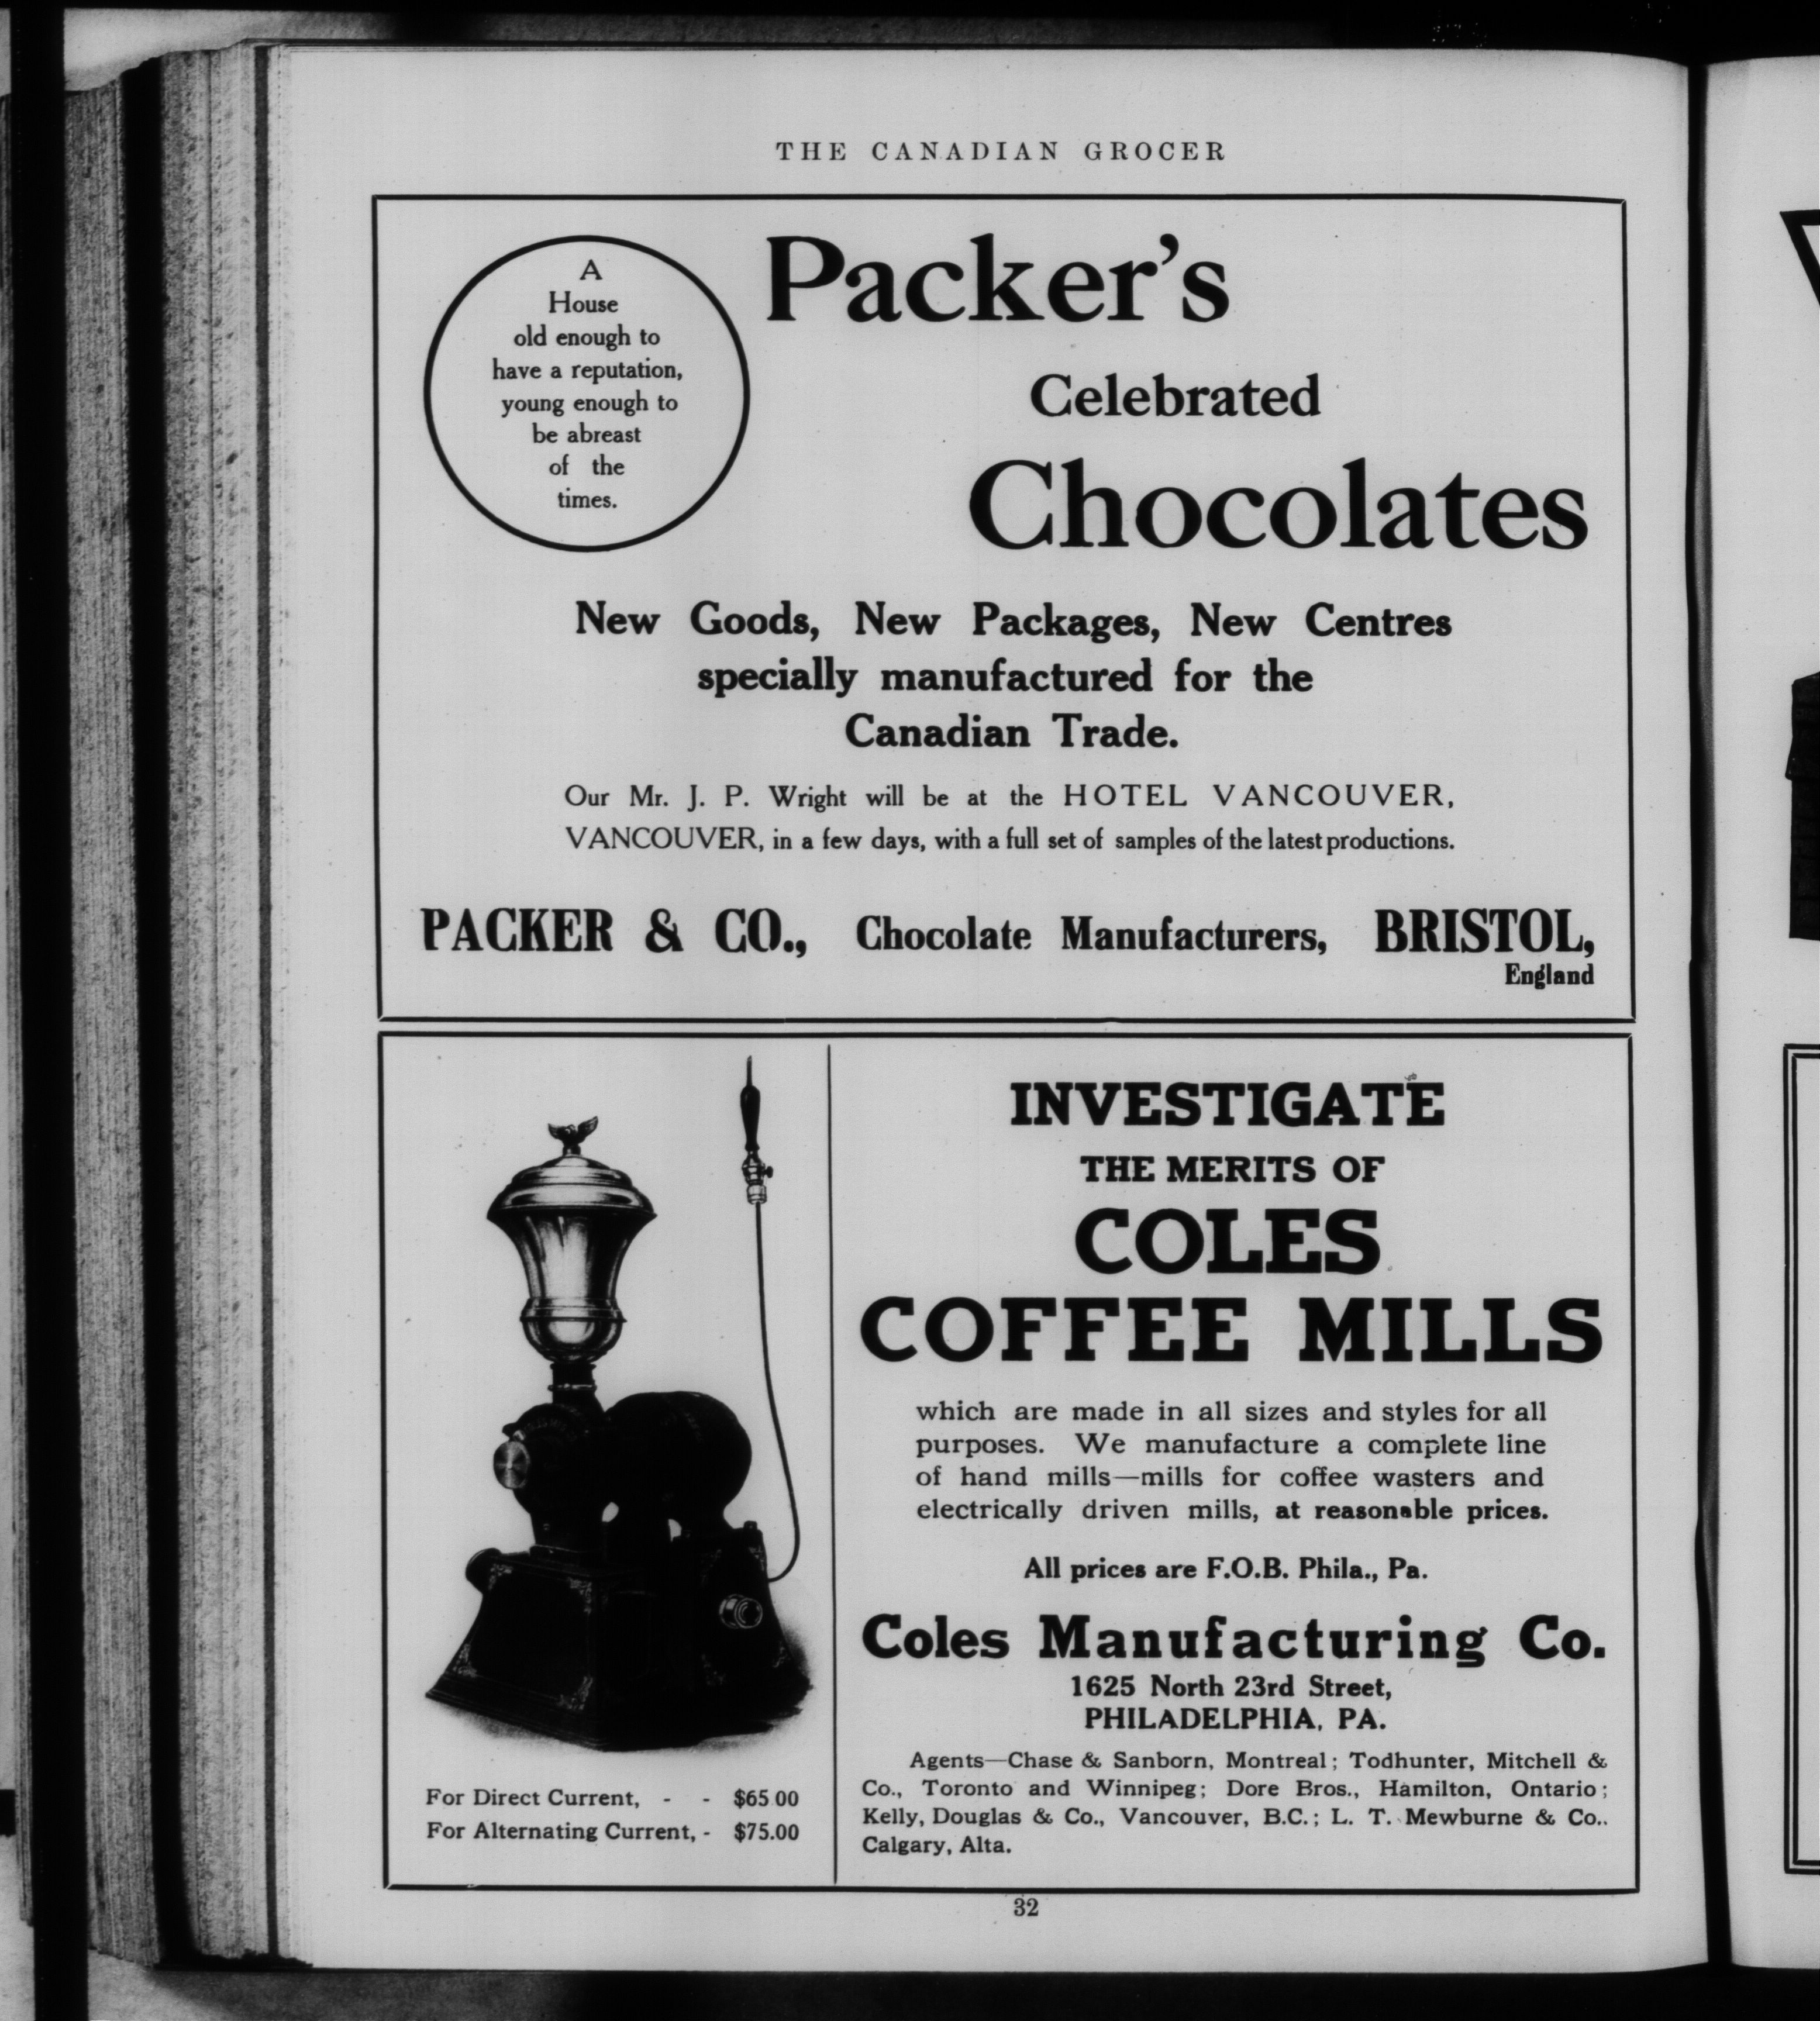 THE CANADIAN GROCER
A
House
old enough to
have a reputation,
young enough to
be abreast
of the
times.
Packer's
Celebrated
Chocolates
New Goods, New Packages, New Centres
specially manufactured for the
Canadian Trade.
Our Mr. J. P. Wright will be at the HOTEL VANCOUVER,
VANCOUVER, in a few days, with a full set of samples of the latest productions.
PACKER & CO., Chocolate Manufacturers, BRISTOL,
England
For Direct Current, - - $65 00
For Alternating Current, - $75.00
INVESTIGATE
THE MERITS OF
COLES
COFFEE MILLS
which are made in all sizes and styles for all
purposes. We manufacture a complete line
of hand mills—mills for coffee wasters and
electrically driven mills, at reasonable prices.
All prices are F.O.B. Phila., Pa.
Coles Manufacturing Co.
1625 North 23rd Street,
PHILADELPHIA, PA.
Agents—Chase & Sanborn, Montreal; Todhunter, Mitchell &
Co., Toronto and Winnipeg; Dore Bros., Hamilton, Ontario;
Kelly, Douglas & Co., Vancouver, B.C.; L. T. Mewburne & Co..
Calgary, Alta.
32